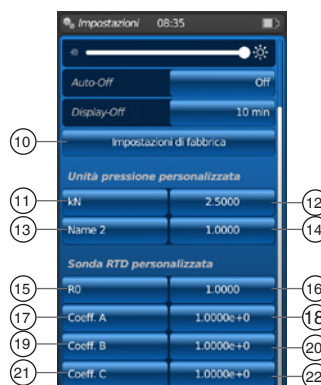 Impostazioni 08:35
Auto-Off Off
Display-Off 10 min
10 Impostazioni di fabbrica
Unità pressione personalizzata
11 kN 2.5000 12
13 Name 2 1.0000 14
Sonda RTD personalizzata
15 R0 1.0000 16
17 Coeff. A 1.0000e+0 18
19 Coeff. B 1.0000e+0 20
21 Coeff. C 1.0000e+0 22